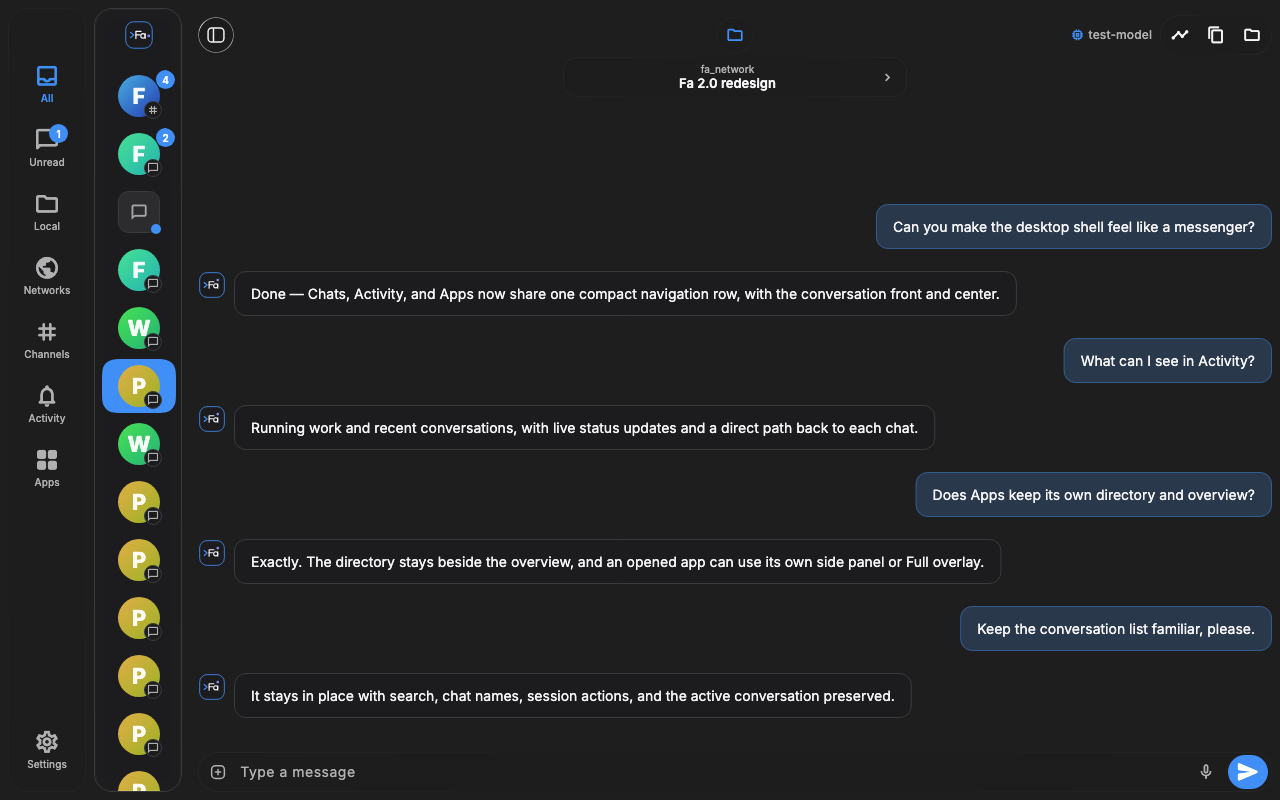 All
1
Unread
Local
Networks
Channels
Activity
Apps
Settings
>Fa
F
4
F
2
F
W
P
W
P
P
P
P
P
P
fa_network
Fa 2.0 redesign
test-model
Can you make the desktop shell feel like a messenger?
>Fa
Done — Chats, Activity, and Apps now share one compact navigation row, with the conversation front and center.
What can I see in Activity?
>Fa
Running work and recent conversations, with live status updates and a direct path back to each chat.
Does Apps keep its own directory and overview?
>Fa
Exactly. The directory stays beside the overview, and an opened app can use its own side panel or Full overlay.
Keep the conversation list familiar, please.
>Fa
It stays in place with search, chat names, session actions, and the active conversation preserved.
Type a message